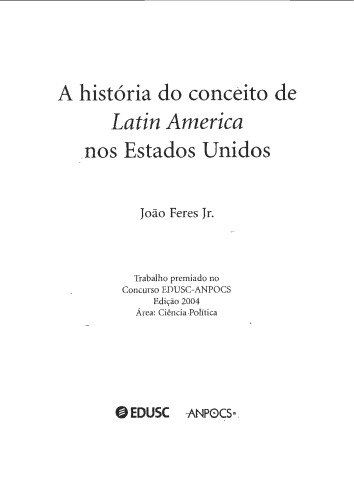 A história do conceito de
Latin America
nos Estados Unidos
João Feres Jr.
Trabalho premiado no
Concurso EDUSC-ANPOCS
Edição 2004
Área: Ciência Política
EDUSC ANPOCS